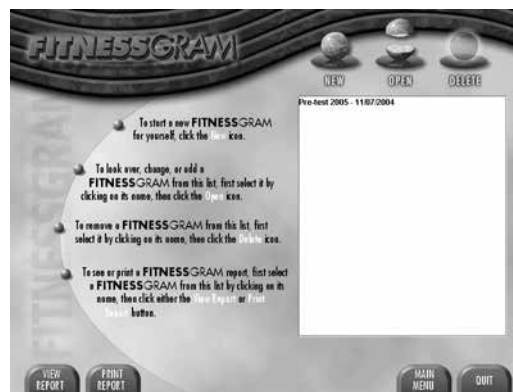 FITNESSGRAM
NEW
OPEN
DELETE
Pre-test 2005 - 11/07/2004
FITNESSGRAM
To start a new FITNESSGRAM
for yourself, click the New icon.
To look over, change, or add a
FITNESSGRAM from this list, first select it by
clicking on its name, then click the Open icon.
To remove a FITNESSGRAM from this list, first
select it by clicking on its name, then click the Delete icon.
To see or print a FITNESSGRAM report, first select
a FITNESSGRAM from this list by clicking on its
name, then click either the View Report or Print
Report button.
VIEW
REPORT
PRINT
REPORT
MAIN
MENU
QUIT